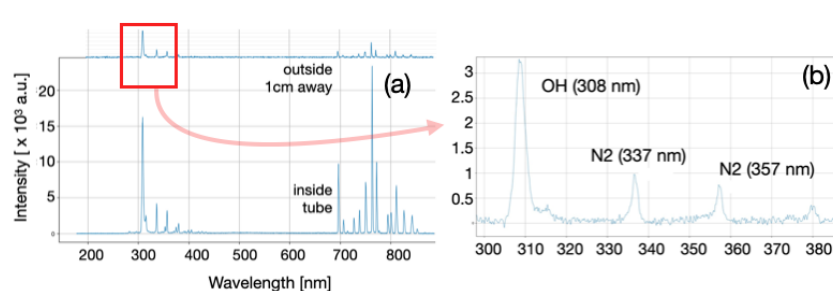 outside
1cm away
(a)
Intensity [ x 10³ a.u.]
20
15
10
5
0
inside
tube
200 300 400 500 600 700 800
Wavelength [nm]
(b)
3
2.5
2
1.5
1
0.5
OH (308 nm)
N2 (337 nm)
N2 (357 nm)
300 310 320 330 340 350 360 370 380